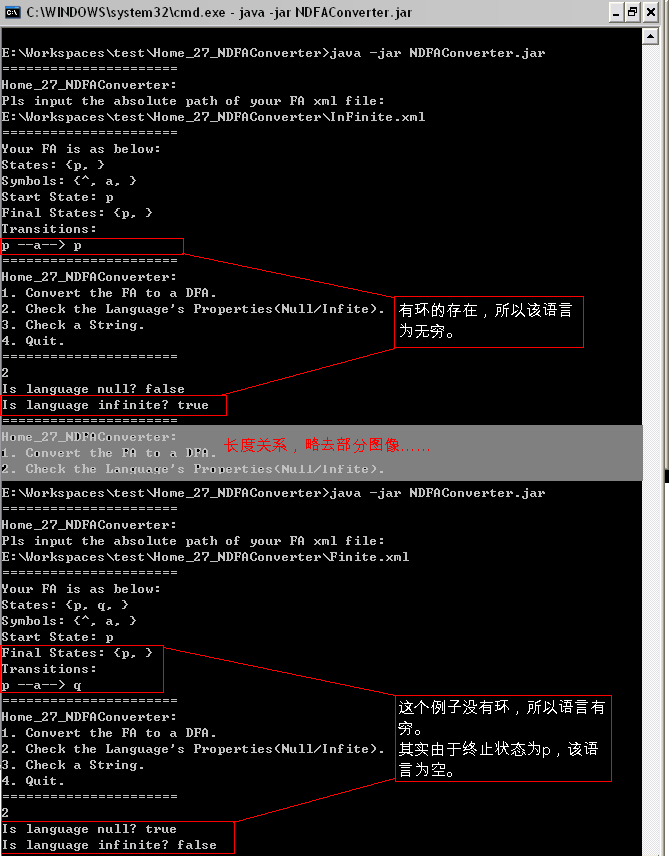 C:\WINDOWS\system32\cmd.exe - java -jar NDFAConverter.jar
E:\Workspaces\test\Home_27_NDFAConverter>java -jar NDFAConverter.jar
======================
Home_27_NDFAConverter:
Pls input the absolute path of your FA xml file:
E:\Workspaces\test\Home_27_NDFAConverter\InFinite.xml
======================
Your FA is as below:
States: {p, }
Symbols: {^, a, }
Start State: p
Final States: {p, }
Transitions:
p --a--> p
======================
Home_27_NDFAConverter:
1. Convert the FA to a DFA.
2. Check the Language's Properties(Null/Infite).
3. Check a String.
4. Quit.
======================
有环的存在，所以该语言
为无穷。
2
Is language null? false
Is language infinite? true
======================
Home_27_NDFAConverter:
长度关系，略去部分图像……
1. Convert the FA to a DFA.
2. Check the Language's Properties(Null/Infite).
E:\Workspaces\test\Home_27_NDFAConverter>java -jar NDFAConverter.jar
======================
Home_27_NDFAConverter:
Pls input the absolute path of your FA xml file:
E:\Workspaces\test\Home_27_NDFAConverter\Finite.xml
======================
Your FA is as below:
States: {p, q, }
Symbols: {^, a, }
Start State: p
Final States: {p, }
Transitions:
p --a--> q
======================
Home_27_NDFAConverter:
1. Convert the FA to a DFA.
2. Check the Language's Properties(Null/Infite).
3. Check a String.
4. Quit.
======================
这个例子没有环，所以语言有
穷。
其实由于终止状态为p，该语
言为空。
2
Is language null? true
Is language infinite? false